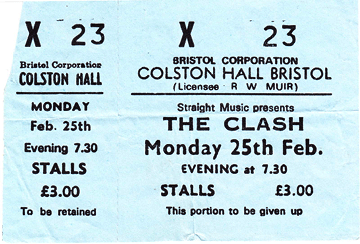 X 23
Bristol Corporation
COLSTON HALL
MONDAY
Feb. 25th
Evening 7.30
STALLS
£3.00
To be retained
X 23
BRISTOL CORPORATION
COLSTON HALL BRISTOL
(Licensee - R W MUIR)
Straight Music presents
THE CLASH
Monday 25th Feb.
EVENING at 7.30
STALLS £3.00
This portion to be given up